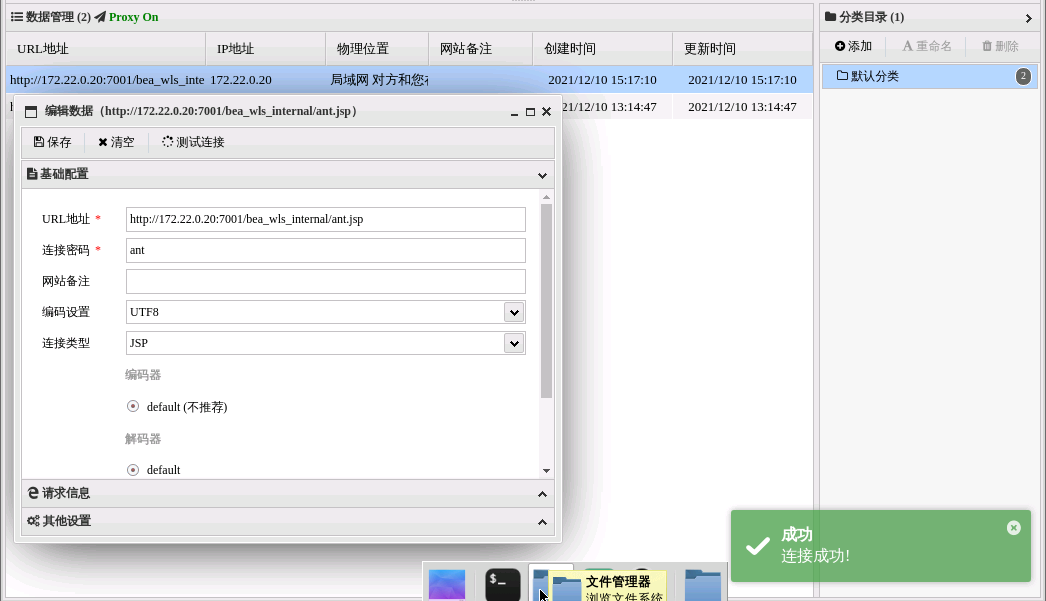 数据管理 (2) Proxy On
URL地址 IP地址 物理位置 网站备注 创建时间 更新时间
http://172.22.0.20:7001/bea_wls_inte 172.22.0.20 局域网 对方和您 2021/12/10 15:17:10 2021/12/10 15:17:10
21/12/10 13:14:47 2021/12/10 13:14:47
分类目录 (1)
添加 重命名 删除
默认分类 2
编辑数据（http://172.22.0.20:7001/bea_wls_internal/ant.jsp）
保存 清空 测试连接
基础配置
URL地址 * http://172.22.0.20:7001/bea_wls_internal/ant.jsp
连接密码 * ant
网站备注
编码设置 UTF8
连接类型 JSP
编码器
default (不推荐)
解码器
default
请求信息
其他设置
成功
连接成功!
$_
文件管理器
浏览文件系统